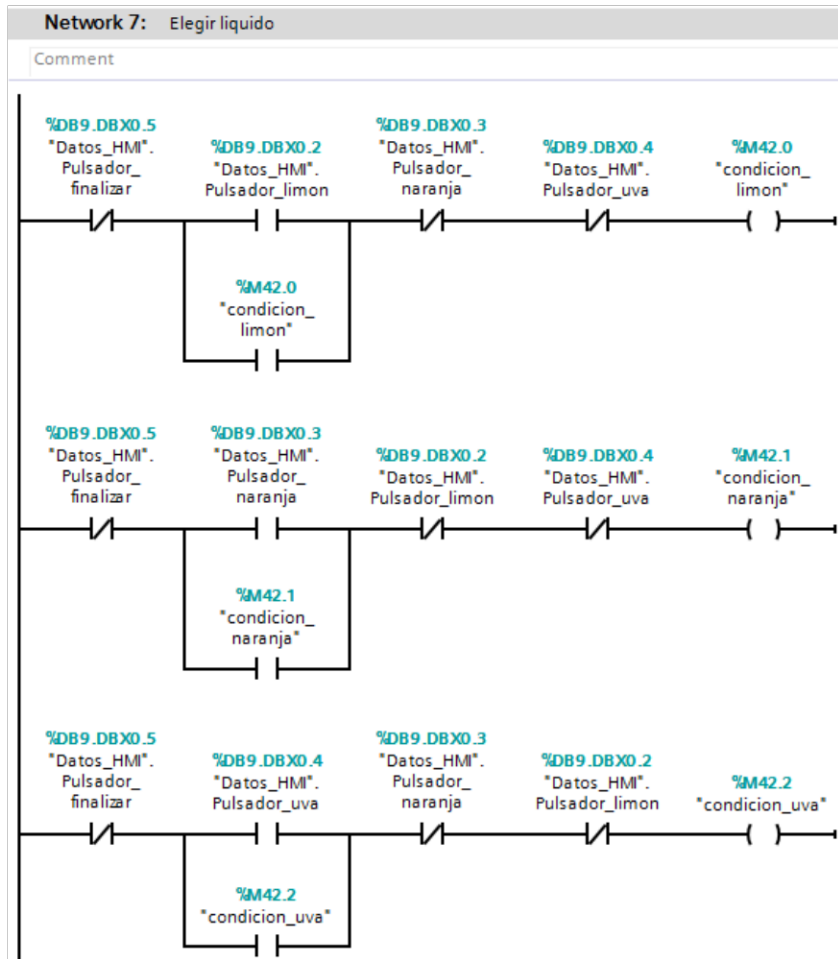 Network 7: Elegir liquido
Comment
%DB9.DBX0.5
"Datos_HMI".
Pulsador_
finalizar
%DB9.DBX0.2
"Datos_HMI".
Pulsador_limon
%DB9.DBX0.3
"Datos_HMI".
Pulsador_
naranja
%DB9.DBX0.4
"Datos_HMI".
Pulsador_uva
%M42.0
"condicion_
limon"
%M42.0
"condicion_
limon"
%DB9.DBX0.5
"Datos_HMI".
Pulsador_
finalizar
%DB9.DBX0.3
"Datos_HMI".
Pulsador_
naranja
%DB9.DBX0.2
"Datos_HMI".
Pulsador_limon
%DB9.DBX0.4
"Datos_HMI".
Pulsador_uva
%M42.1
"condicion_
naranja"
%M42.1
"condicion_
naranja"
%DB9.DBX0.5
"Datos_HMI".
Pulsador_
finalizar
%DB9.DBX0.4
"Datos_HMI".
Pulsador_uva
%DB9.DBX0.3
"Datos_HMI".
Pulsador_
naranja
%DB9.DBX0.2
"Datos_HMI".
Pulsador_limon
%M42.2
"condicion_uva"
%M42.2
"condicion_uva"